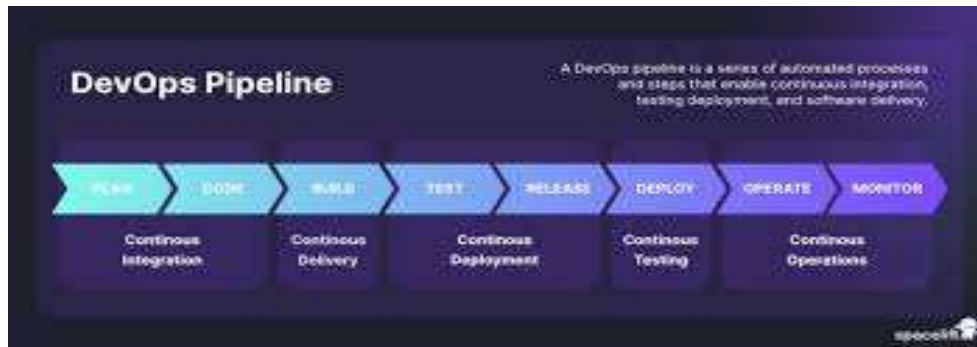 DevOps Pipeline
A DevOps pipeline is a series of automated processes
and steps that enable continuous integration,
testing deployment, and software delivery.
PLAN CODE BUILD TEST RELEASE DEPLOY OPERATE MONITOR
Continous Continous Continous Continous Continous
Integration Delivery Deployment Testing Operations
spacelift